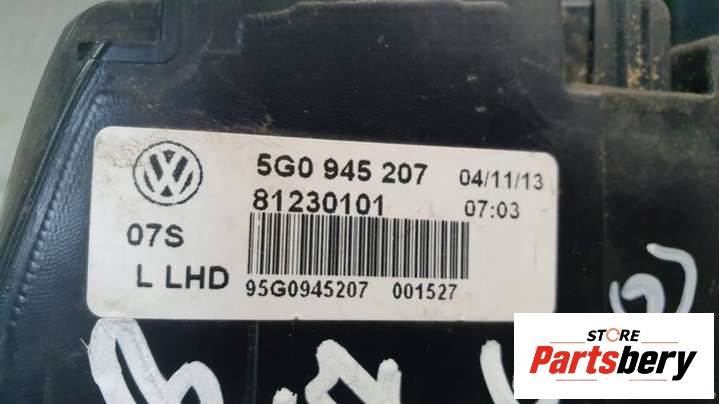 5G0 945 207 04/11/13
81230101 07:03
07S
L LHD
95G0945207 001527
STORE
Partsbery